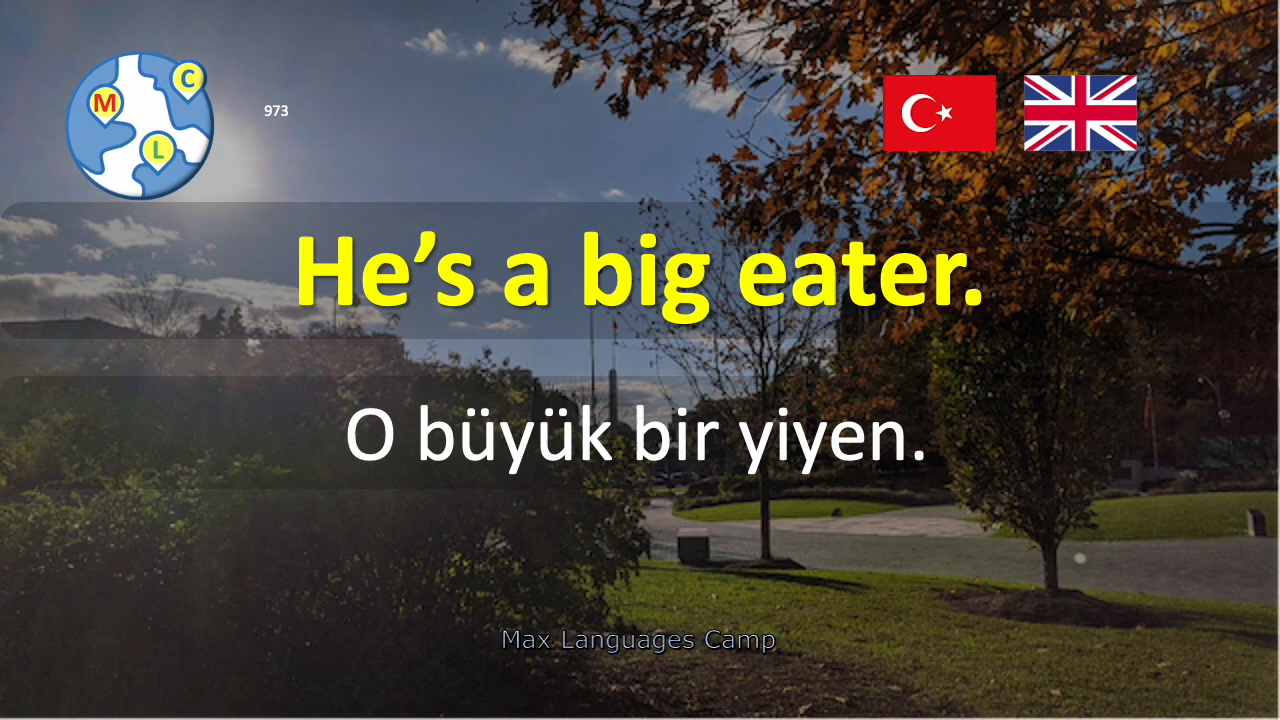 C
M
973
L
He’s a big eater.
O büyük bir yiyen.
Max Languages Camp